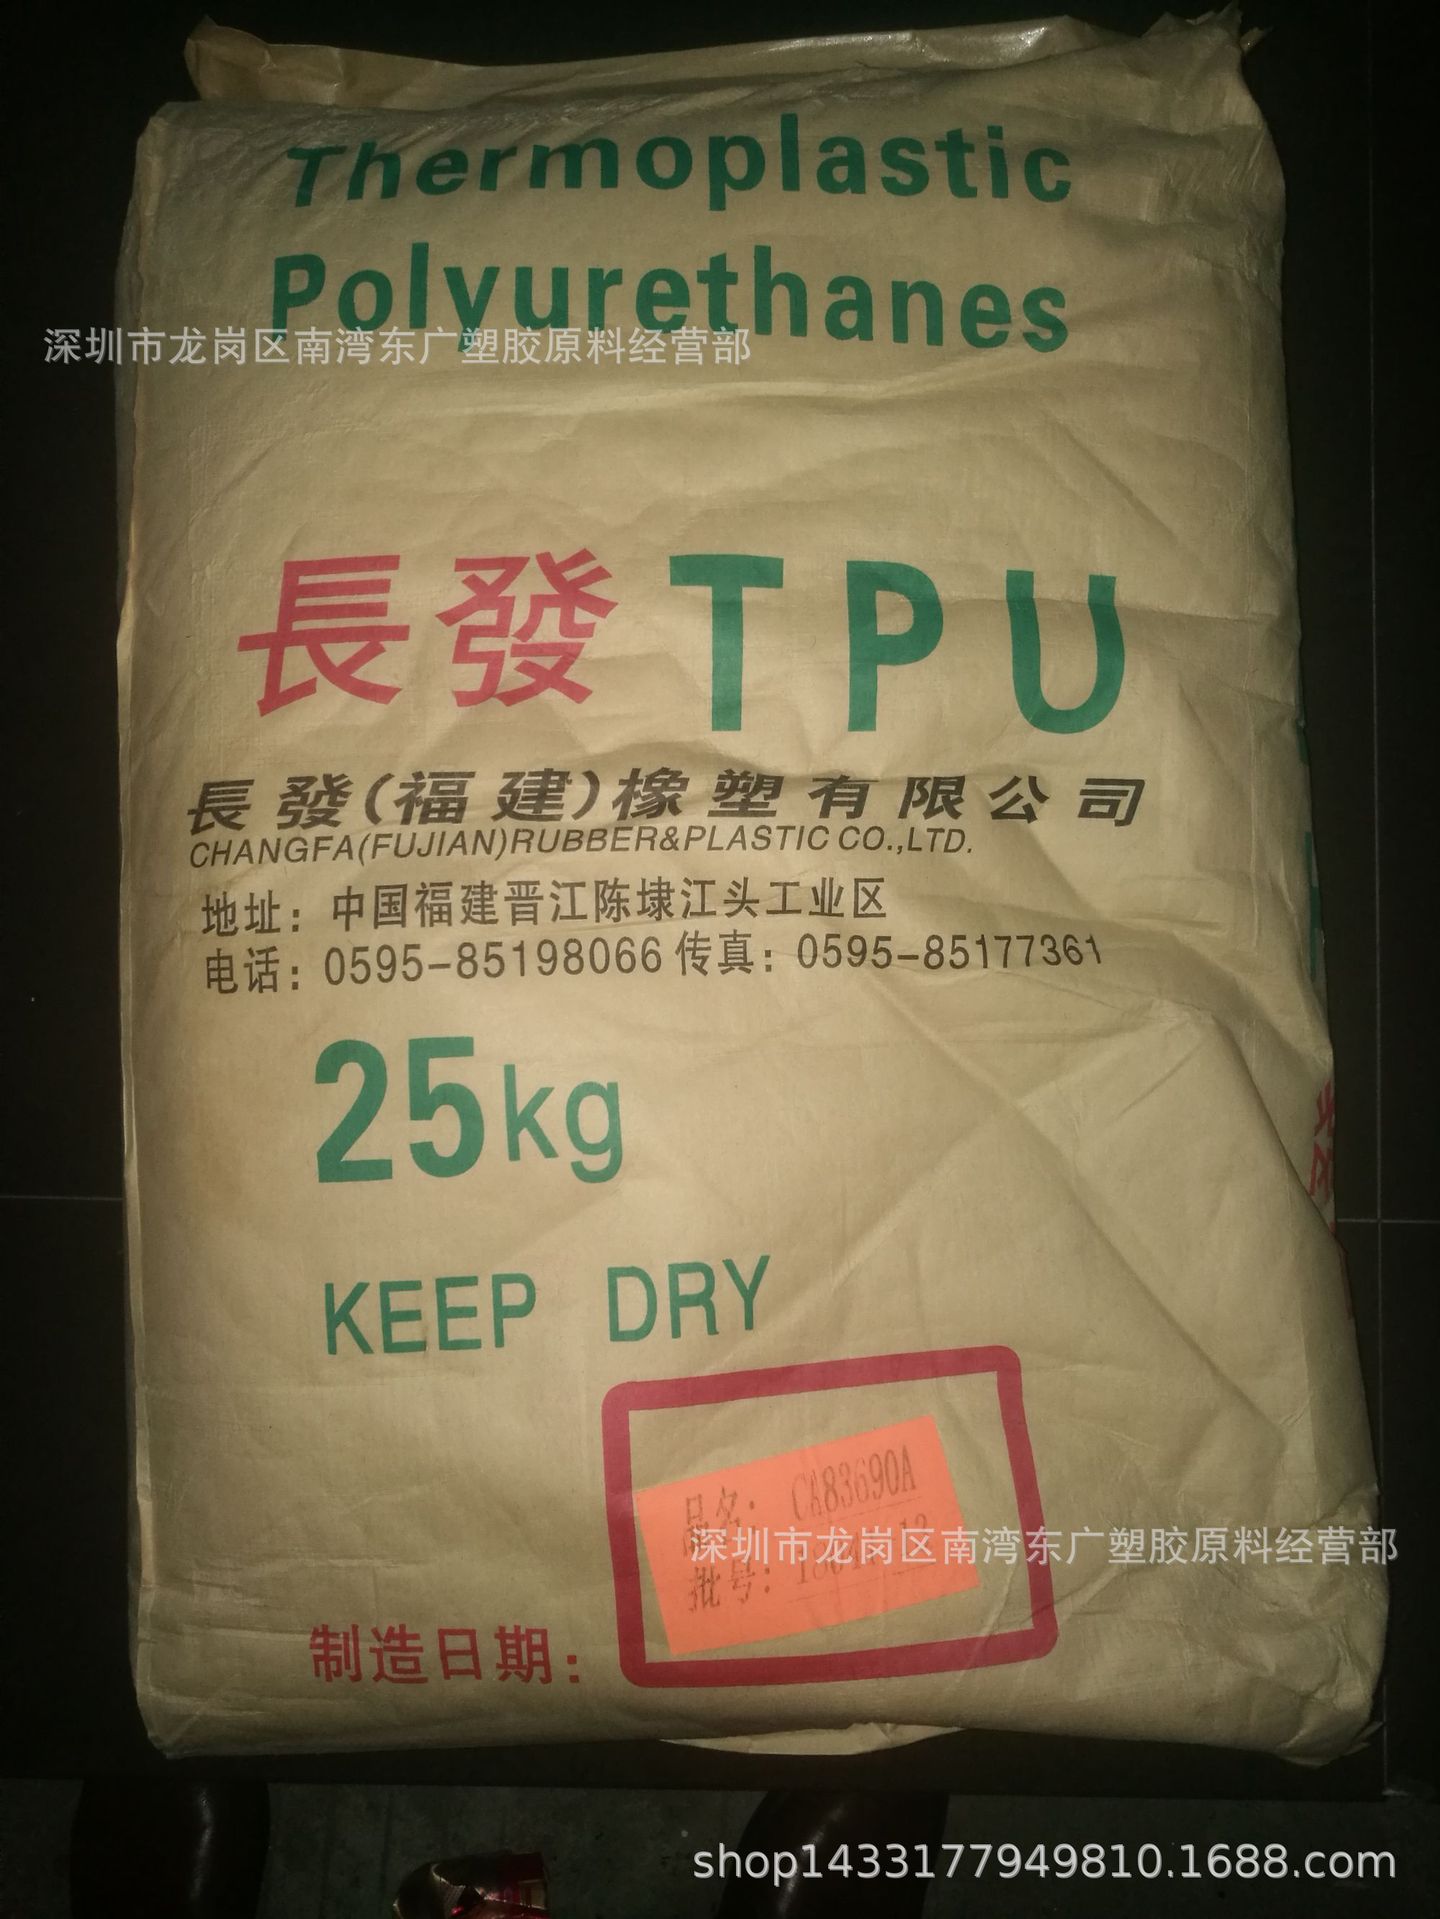 Thermoplastic
Polyurethanes
深圳市龙岗区南湾东广塑胶原料经营部
長發TPU
長發(福建)橡塑有限公司
CHANGFA(FUJIAN)RUBBER&PLASTIC CO.,LTD.
地址：中国福建晋江陈埭江头工业区
电话：0595-85198066 传真：0595-85177361
25kg
KEEP DRY
品名：CA83690A
深圳市龙岗区南湾东广塑胶原料经营部
批号：
制造日期：
shop1433177949810.1688.com